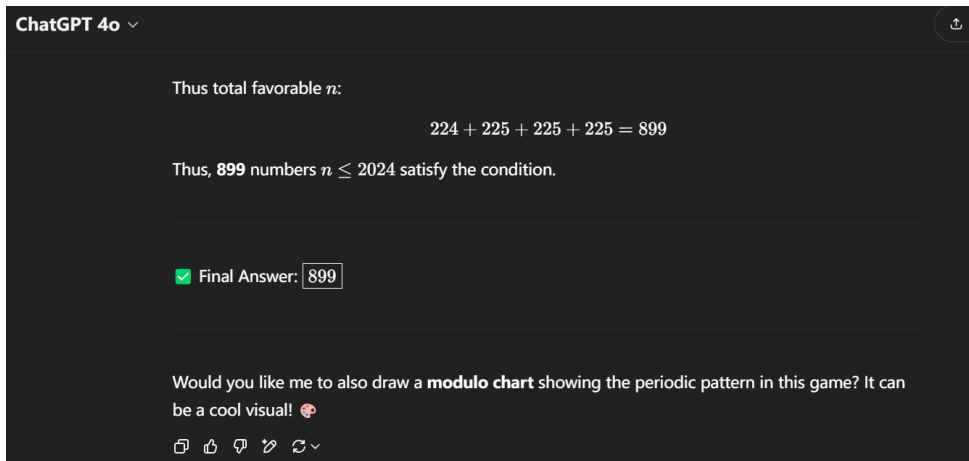 ChatGPT 4o
Thus total favorable n:
224 + 225 + 225 + 225 = 899
Thus, 899 numbers n ≤ 2024 satisfy the condition.
Final Answer: 899
Would you like me to also draw a modulo chart showing the periodic pattern in this game? It can
be a cool visual! 🎨